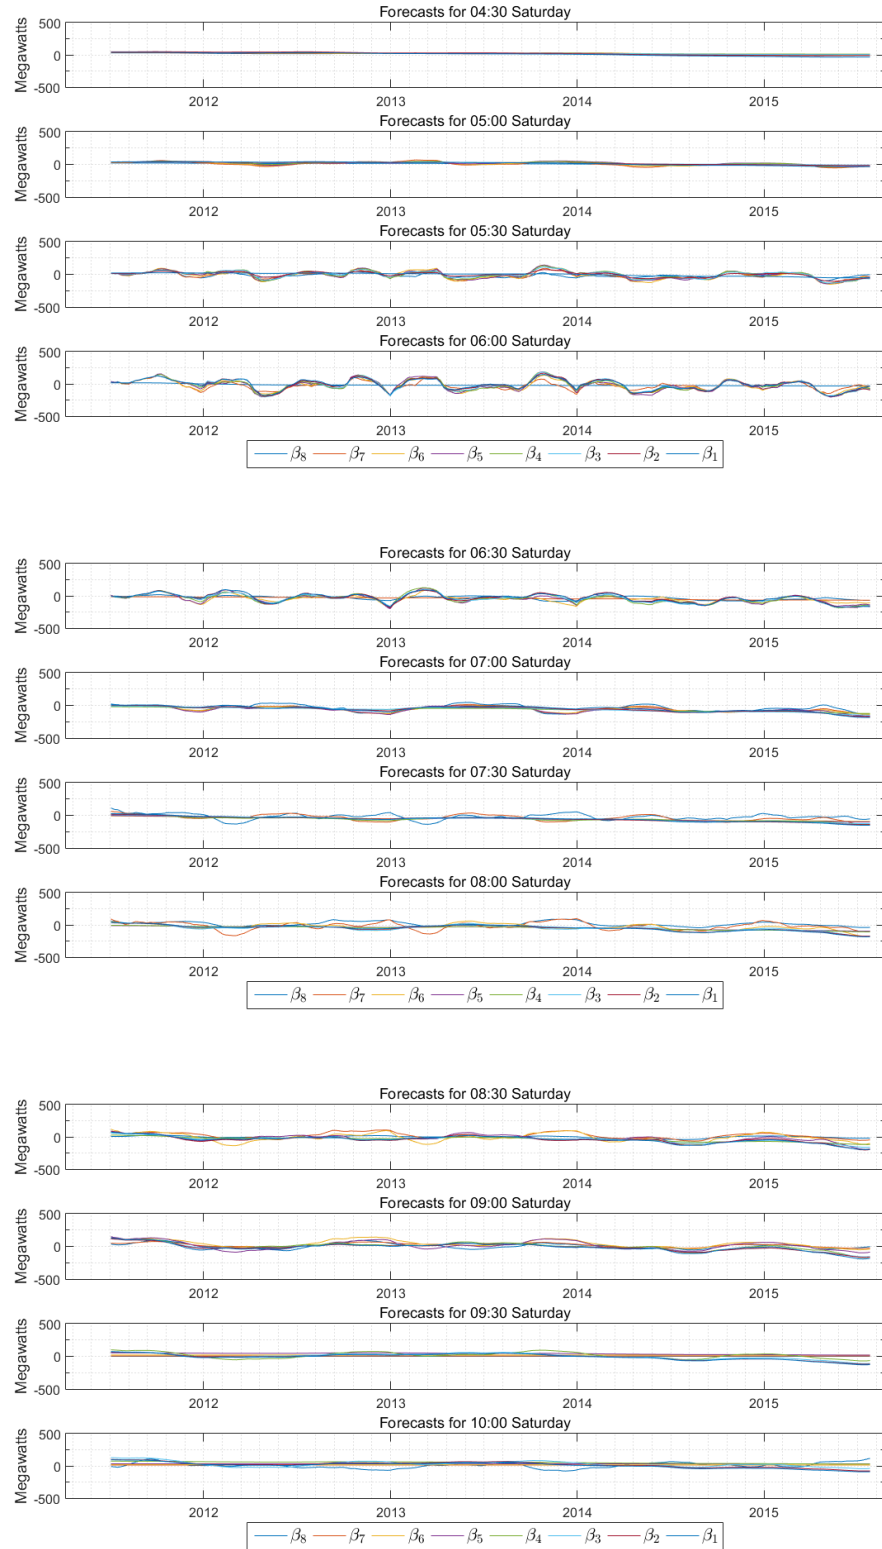 Forecasts for 04:30 Saturday
500
0
-500
Megawatts
2012 2013 2014 2015
Forecasts for 05:00 Saturday
500
0
-500
Megawatts
2012 2013 2014 2015
Forecasts for 05:30 Saturday
500
0
-500
Megawatts
2012 2013 2014 2015
Forecasts for 06:00 Saturday
500
0
-500
Megawatts
2012 2013 2014 2015
β8 β7 β6 β5 β4 β3 β2 β1
Forecasts for 06:30 Saturday
500
0
-500
Megawatts
2012 2013 2014 2015
Forecasts for 07:00 Saturday
500
0
-500
Megawatts
2012 2013 2014 2015
Forecasts for 07:30 Saturday
500
0
-500
Megawatts
2012 2013 2014 2015
Forecasts for 08:00 Saturday
500
0
-500
Megawatts
2012 2013 2014 2015
β8 β7 β6 β5 β4 β3 β2 β1
Forecasts for 08:30 Saturday
500
0
-500
Megawatts
2012 2013 2014 2015
Forecasts for 09:00 Saturday
500
0
-500
Megawatts
2012 2013 2014 2015
Forecasts for 09:30 Saturday
500
0
-500
Megawatts
2012 2013 2014 2015
Forecasts for 10:00 Saturday
500
0
-500
Megawatts
2012 2013 2014 2015
β8 β7 β6 β5 β4 β3 β2 β1